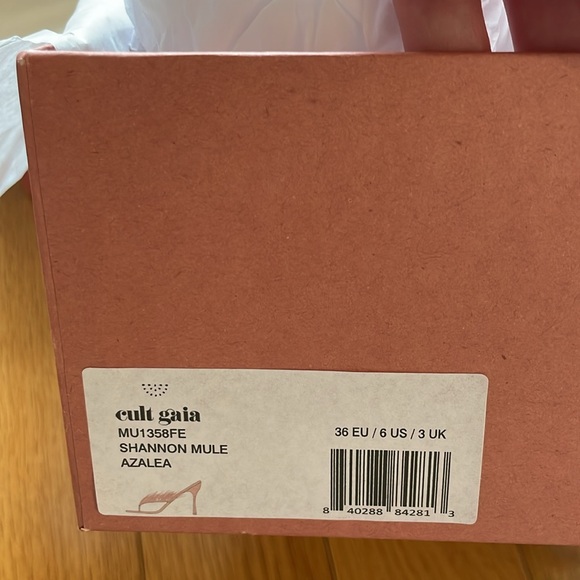 cult gaia
MU1358FE
SHANNON MULE
AZALEA
36 EU / 6 US / 3 UK
8 40288 84281 3